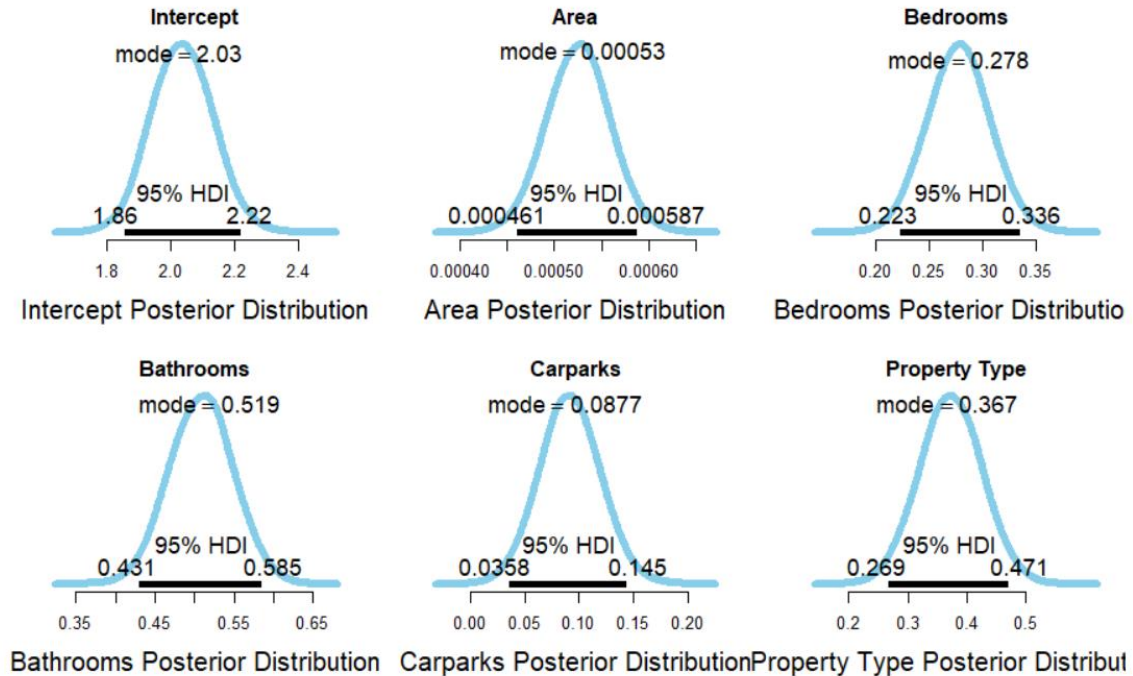 Intercept
mode = 2.03
95% HDI
1.86 2.22
1.8 2.0 2.2 2.4
Intercept Posterior Distribution
Area
mode = 0.00053
95% HDI
0.000461 0.000587
0.00040 0.00050 0.00060
Area Posterior Distribution
Bedrooms
mode = 0.278
95% HDI
0.223 0.336
0.20 0.25 0.30 0.35
Bedrooms Posterior Distributio
Bathrooms
mode = 0.519
95% HDI
0.431 0.585
0.35 0.45 0.55 0.65
Bathrooms Posterior Distribution
Carparks
mode = 0.0877
95% HDI
0.0358 0.145
0.00 0.05 0.10 0.15 0.20
Carparks Posterior Distribution
Property Type
mode = 0.367
95% HDI
0.269 0.471
0.2 0.3 0.4 0.5
Property Type Posterior Distribut